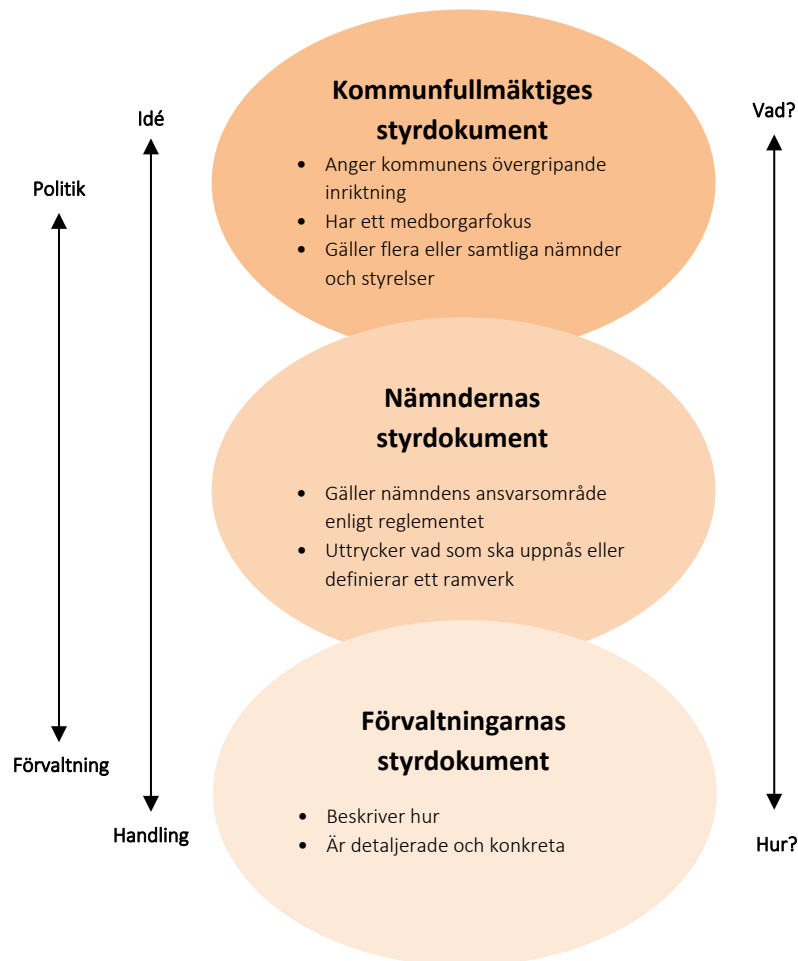 Kommunfullmäktiges
styrdokument
• Anger kommunens övergripande
inriktning
• Har ett medborgarfokus
• Gäller flera eller samtliga nämnder
och styrelser
Idé
Vad?
Politik
Nämndernas
styrdokument
• Gäller nämndens ansvarsområde
enligt reglementet
• Uttrycker vad som ska uppnås eller
definierar ett ramverk
Förvaltningarnas
styrdokument
• Beskriver hur
• Är detaljerade och konkreta
Förvaltning
Handling
Hur?